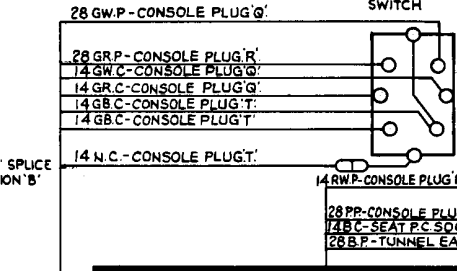 SWITCH
28 GW.P - CONSOLE PLUG'Q'.
28 GR.P - CONSOLE PLUG.'R'.
14 GW.C - CONSOLE PLUG'Q'
14 GR.C - CONSOLE PLUG'Q'.
14 GB.C - CONSOLE PLUG'T'.
14 GB.C - CONSOLE PLUG'T'
14 N.C. - CONSOLE PLUG.'T'.
' SPLICE
ION 'B'
14 RW.P - CONSOLE PLUG
28 P.P. - CONSOLE PLU
14 B C - SEAT P.C. SO
28 B.P. - TUNNEL EA